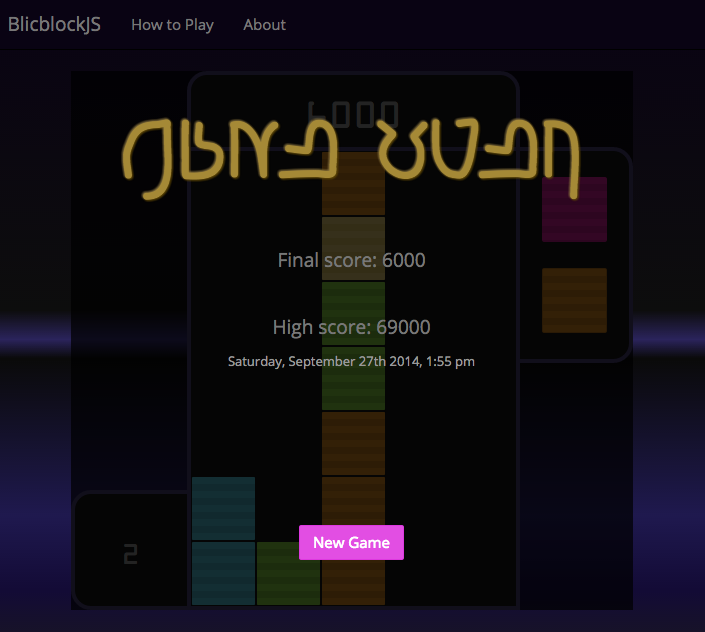 BlicblockJS How to Play About
6000
Final score: 6000
High score: 69000
Saturday, September 27th 2014, 1:55 pm
New Game
2